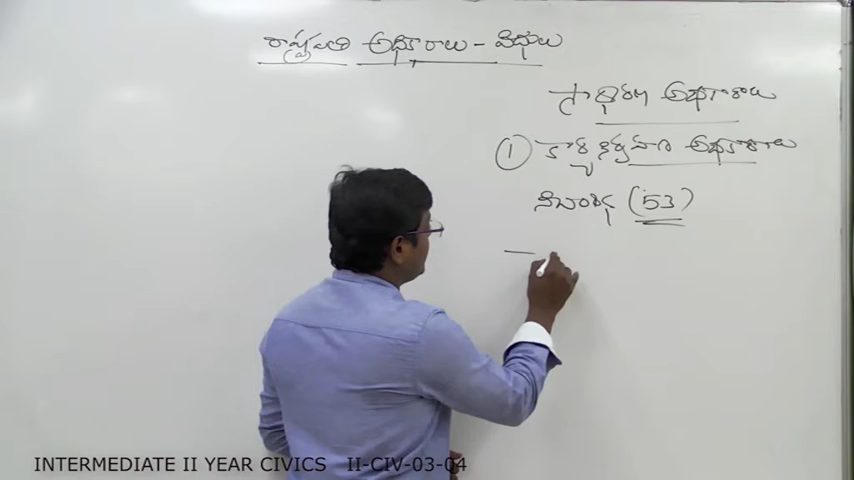 రాష్ట్రపతి అధికారాలు - విధులు
సాధారణ అధికారాలు
① కార్యనిర్వహణ అధికారాలు
నిబంధన (53)
—
INTERMEDIATE II YEAR CIVICS II-CIV-03-04